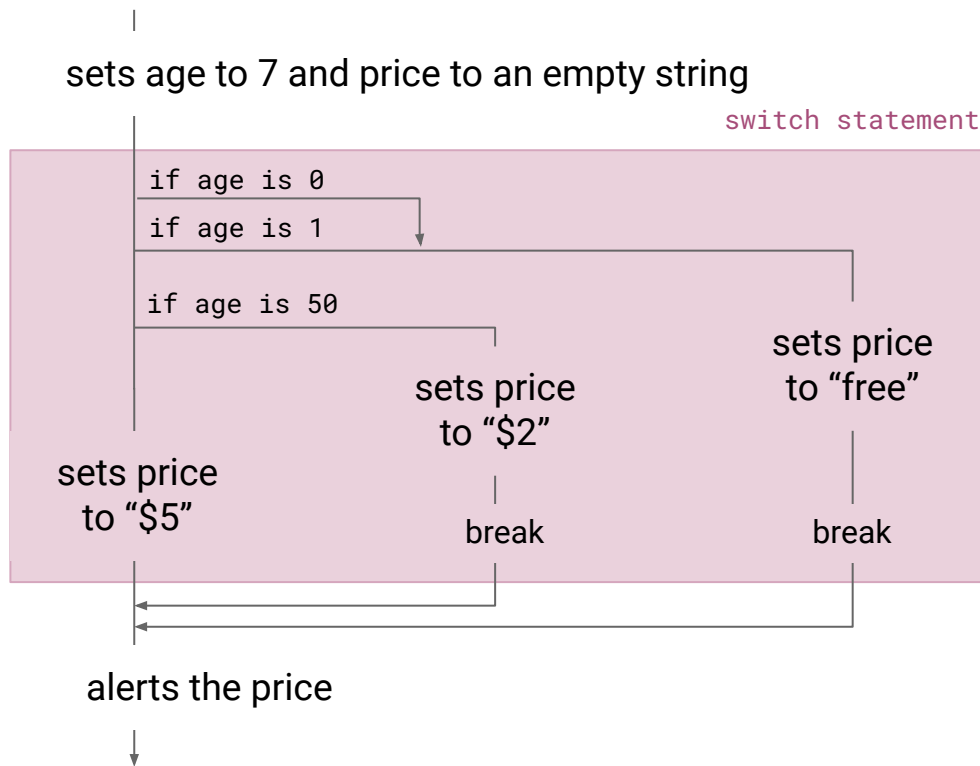 sets age to 7 and price to an empty string
switch statement
if age is 0
if age is 1
if age is 50
sets price
to “free”
sets price
to “$2”
sets price
to “$5”
break
break
alerts the price